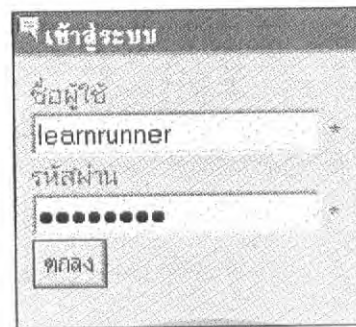 เข้าสู่ระบบ
ชื่อผู้ใช้
learnrunner *
รหัสผ่าน
●●●●●●●● *
ตกลง